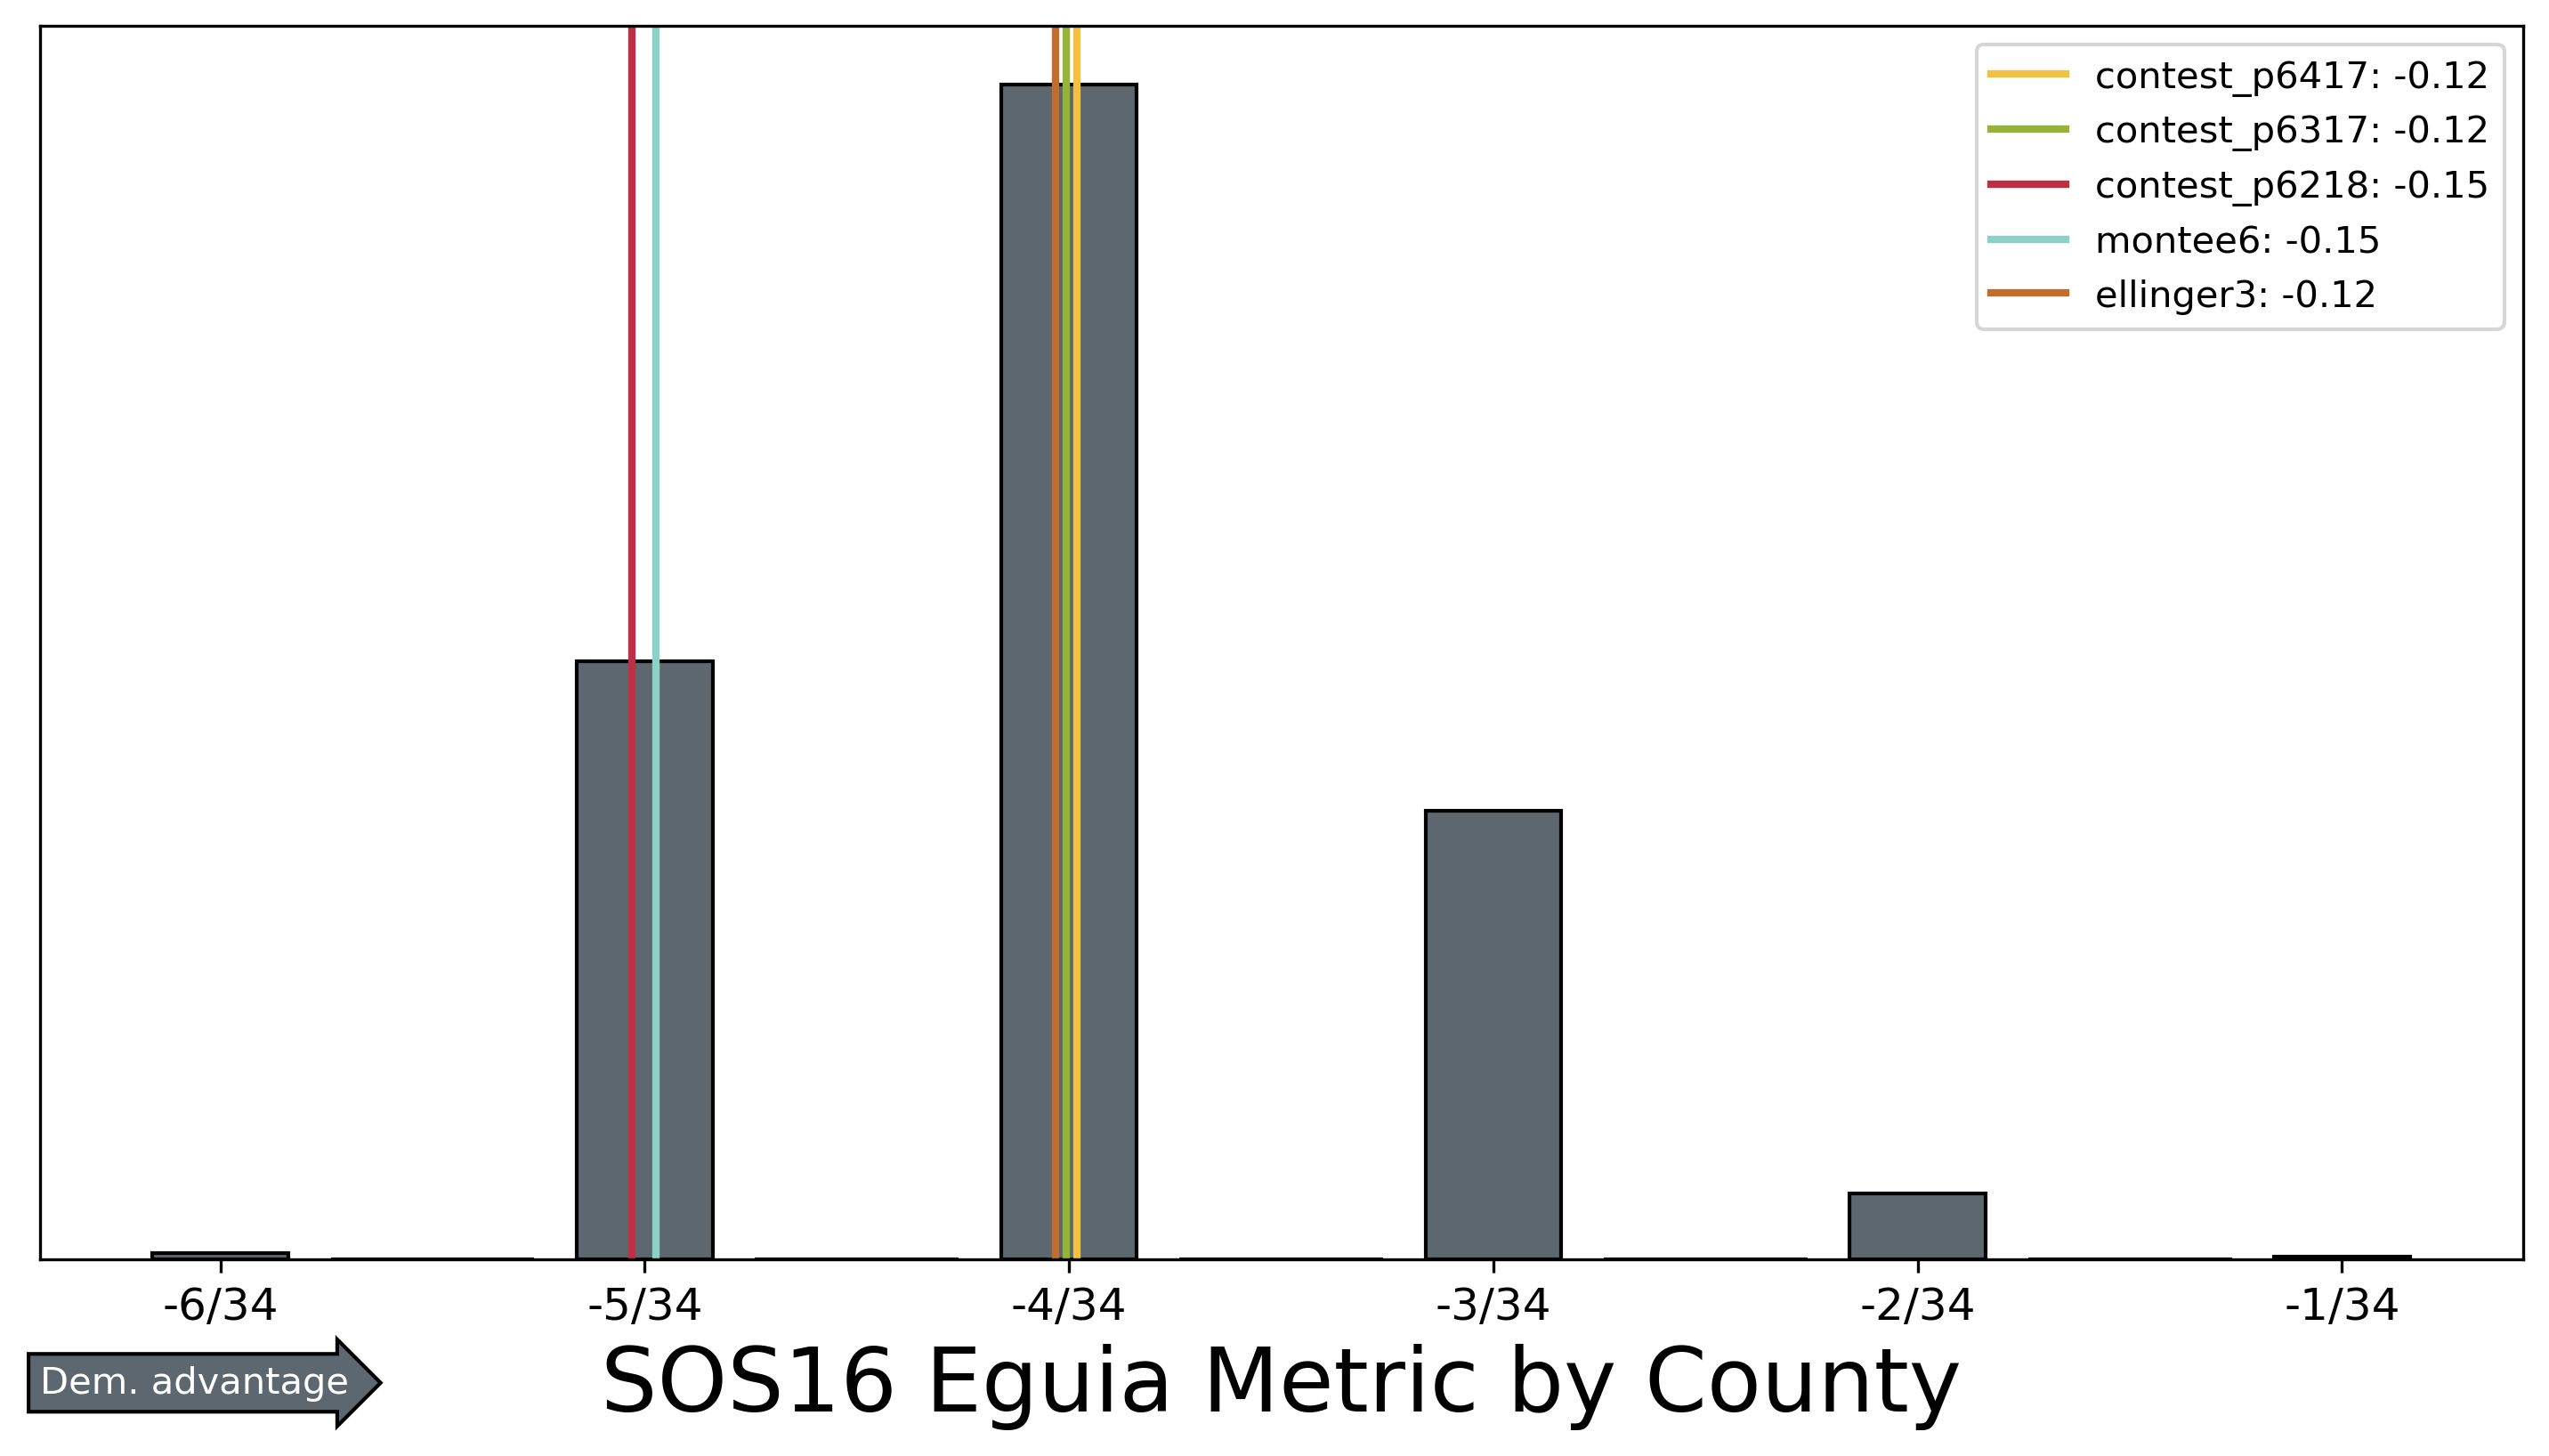 contest_p6417: -0.12
contest_p6317: -0.12
contest_p6218: -0.15
montee6: -0.15
ellinger3: -0.12
-6/34 -5/34 -4/34 -3/34 -2/34 -1/34
Dem. advantage
SOS16 Eguia Metric by County